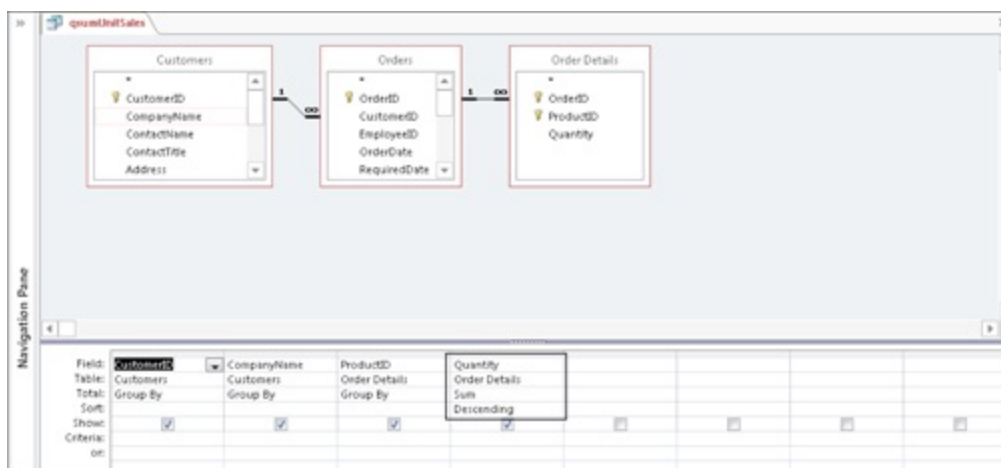 qsumUnitSales
Customers
*
CustomerID
CompanyName
ContactName
ContactTitle
Address
1
∞
Orders
*
OrderID
CustomerID
EmployeeID
OrderDate
RequiredDate
1
∞
Order Details
*
OrderID
ProductID
Quantity
Navigation Pane
Field: CustomerID CompanyName ProductID Quantity
Table: Customers Customers Order Details Order Details
Total: Group By Group By Group By Sum
Sort: Descending
Show:
Criteria:
or: